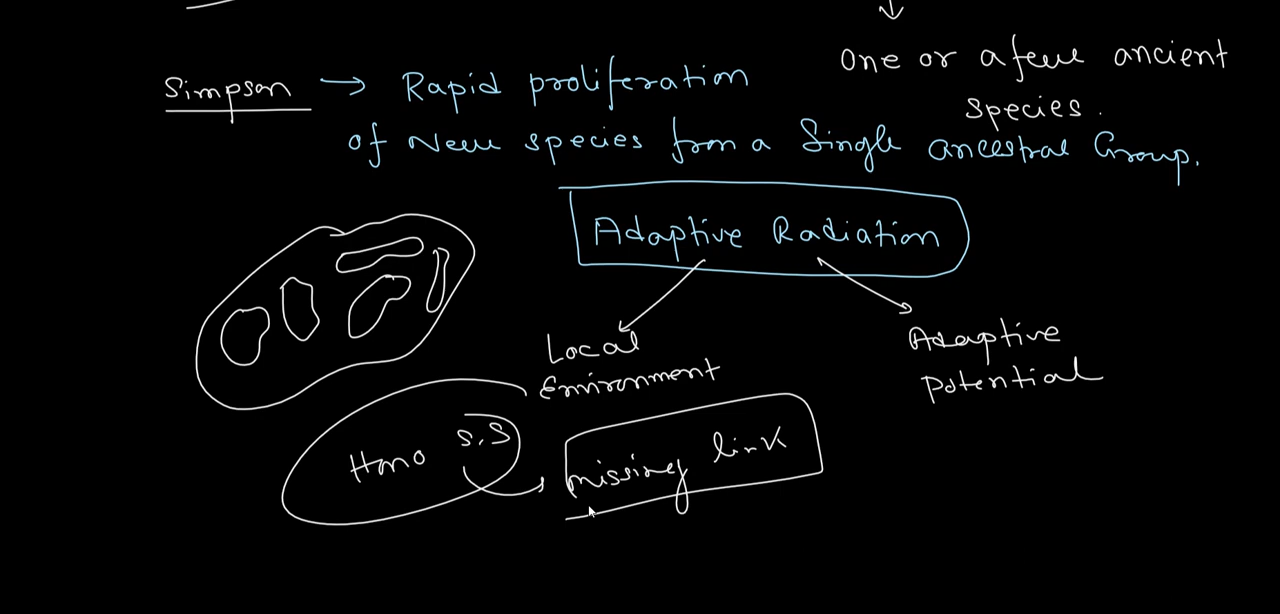 one or a few ancient
species.
Simpson → Rapid proliferation
of New species from a Single ancestral Group.
Adaptive Radiation
Local
Environment
Adaptive
Potential
Homo S.S
missing link